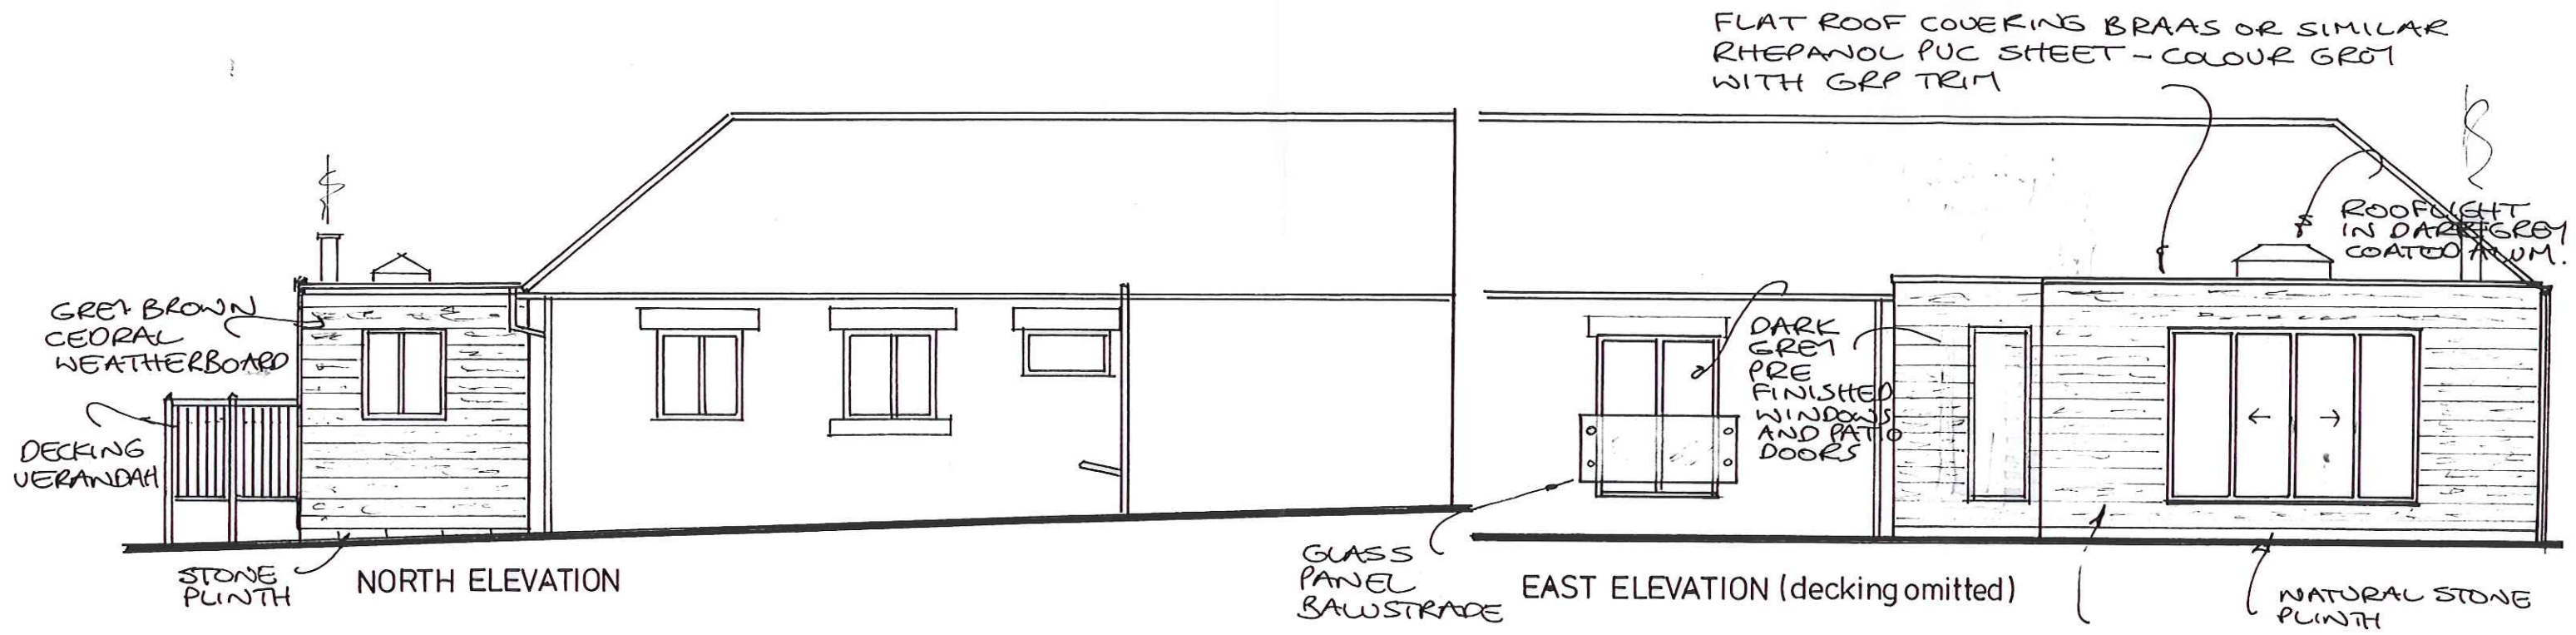 FLAT ROOF COVERING BRAAS OR SIMILAR
RHEPANOL PVC SHEET - COLOUR GREY
WITH GRP TRIM
ROOFLIGHT
IN DARK GREY
COATED ALUM.
GREY BROWN
CEDRAL
WEATHERBOARD
DECKING
VERANDAH
STONE
PLINTH
NORTH ELEVATION
DARK
GREY
PRE
FINISHED
WINDOWS
AND PATIO
DOORS
GLASS
PANEL
BALUSTRADE
EAST ELEVATION (decking omitted)
NATURAL STONE
PLINTH